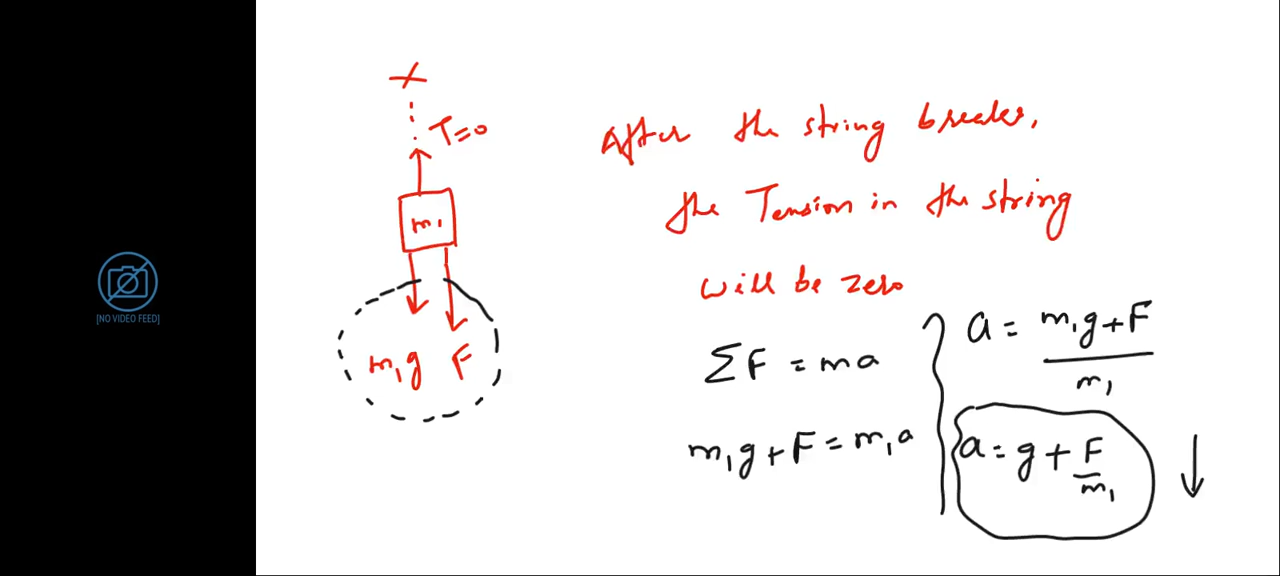 T=0
m₁
m₁g F
[NO VIDEO FEED]
After the string breaks,
the Tension in the string
will be zero
ΣF = ma
m₁g+F = m₁a
a = m₁g+F / m₁
a = g + F / m₁